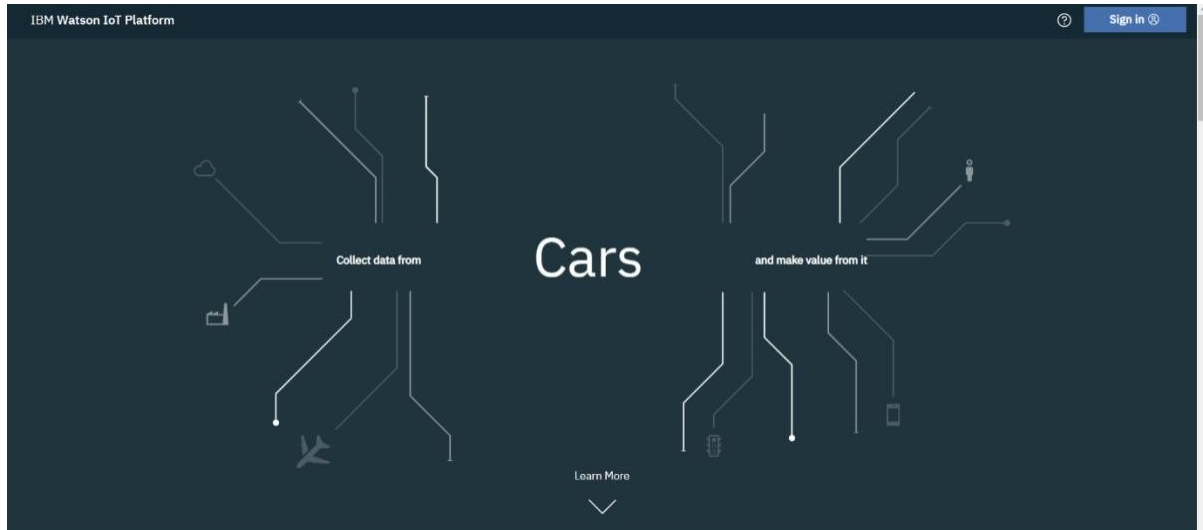 IBM Watson IoT Platform
Sign in
Collect data from
Cars
and make value from it
Learn More